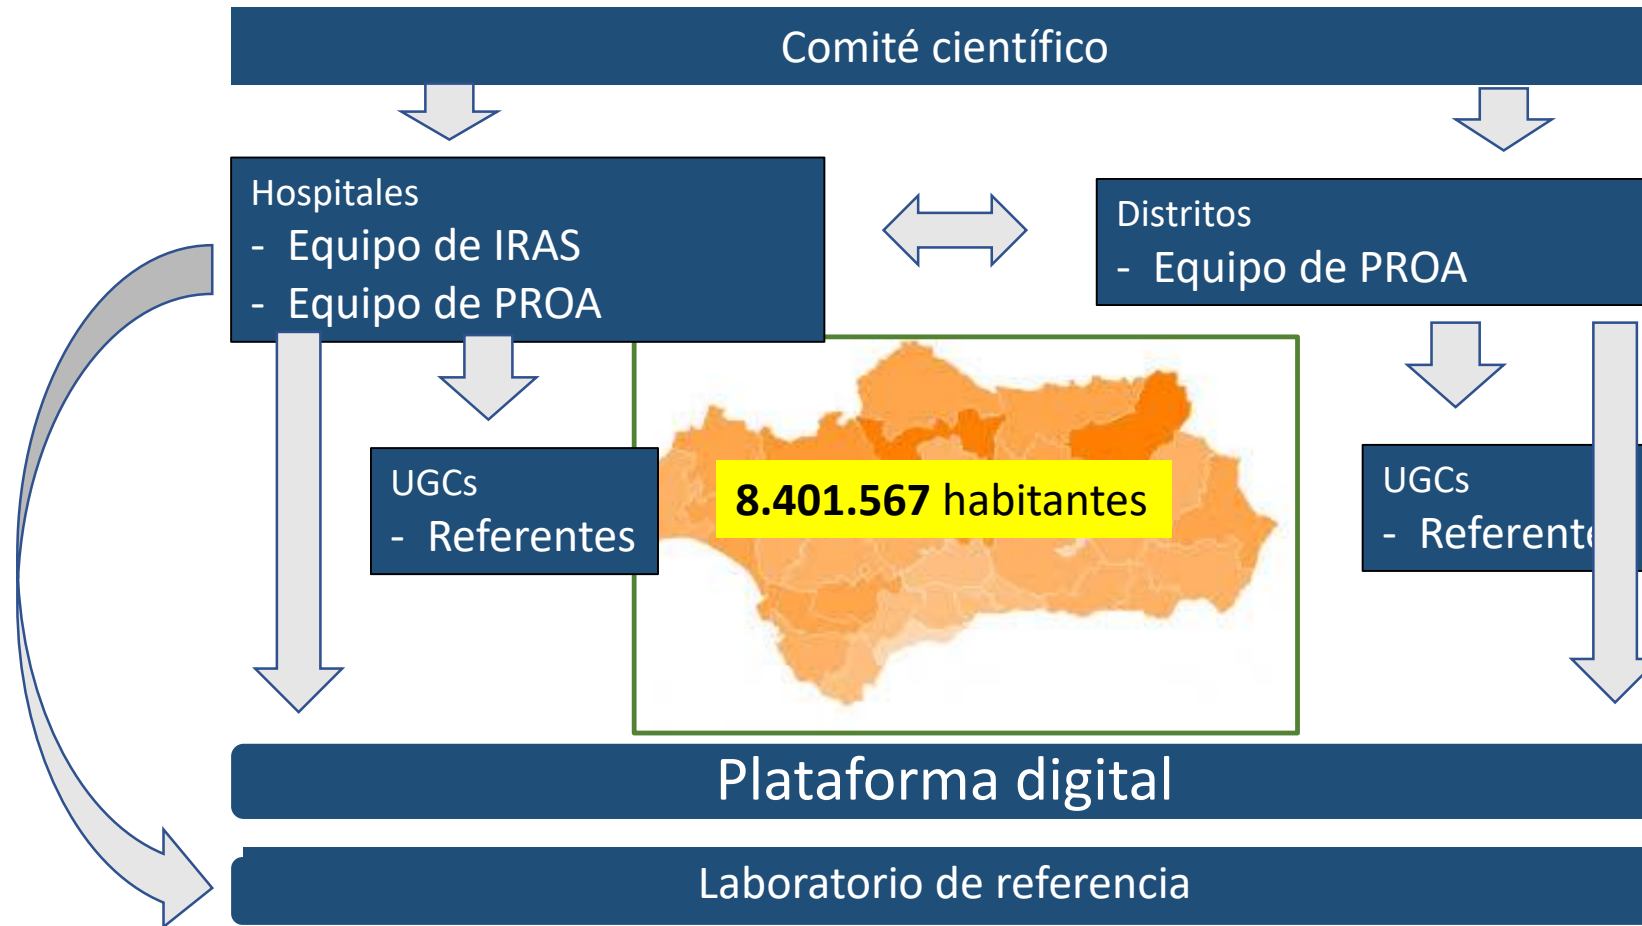 Comité científico
Hospitales
- Equipo de IRAS
- Equipo de PROA
Distritos
- Equipo de PROA
UGCs
- Referentes
8.401.567 habitantes
UGCs
- Referente
Plataforma digital
Laboratorio de referencia